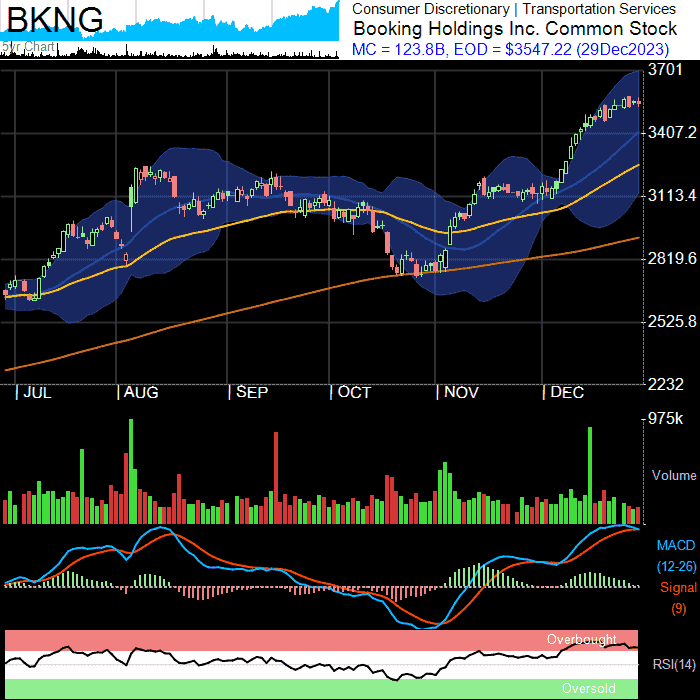 BKNG
5yr Chart
Consumer Discretionary | Transportation Services
Booking Holdings Inc. Common Stock
MC = 123.8B, EOD = $3547.22 (29Dec2023)
3701
3407.2
3113.4
2819.6
2525.8
2232
JUL AUG SEP OCT NOV DEC
975k
Volume
MACD
(12-26)
Signal
(9)
Overbought
RSI(14)
Oversold